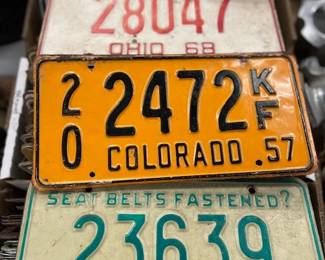 28047
OHIO 68
20 2472 KF
COLORADO 57
SEAT BELTS FASTENED?
23639